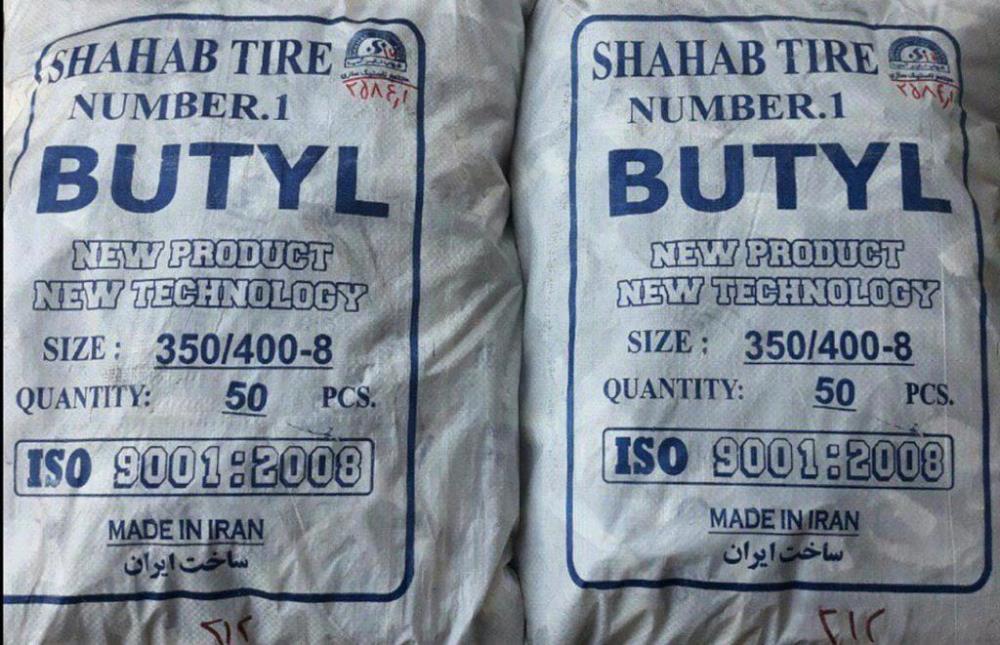 SHAHAB TIRE
NUMBER.1
BUTYL
NEW PRODUCT
NEW TECHNOLOGY
SIZE : 350/400-8
QUANTITY: 50 PCS.
ISO 9001:2008
MADE IN IRAN
ساخت ایران
SHAHAB TIRE
NUMBER.1
BUTYL
NEW PRODUCT
NEW TECHNOLOGY
SIZE : 350/400-8
QUANTITY: 50 PCS.
ISO 9001:2008
MADE IN IRAN
ساخت ایران